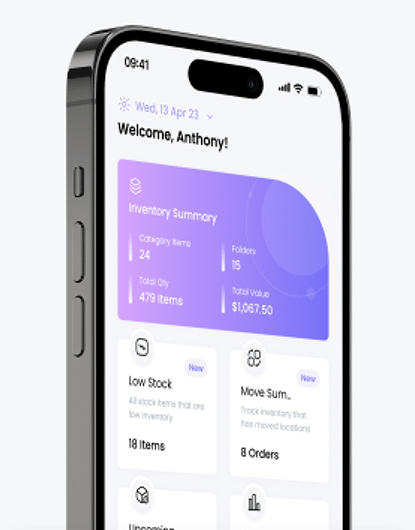 09:41
Wed, 13 Apr 23
Welcome, Anthony!
Inventory Summary
Category Items
24
Folders
15
Total Qty
479 Items
Total Value
$1,067.50
New
Low Stock
All stock items that are
low inventory
18 Items
New
Move Sum..
Track inventory that
has moved locations
8 Orders
Upcoming